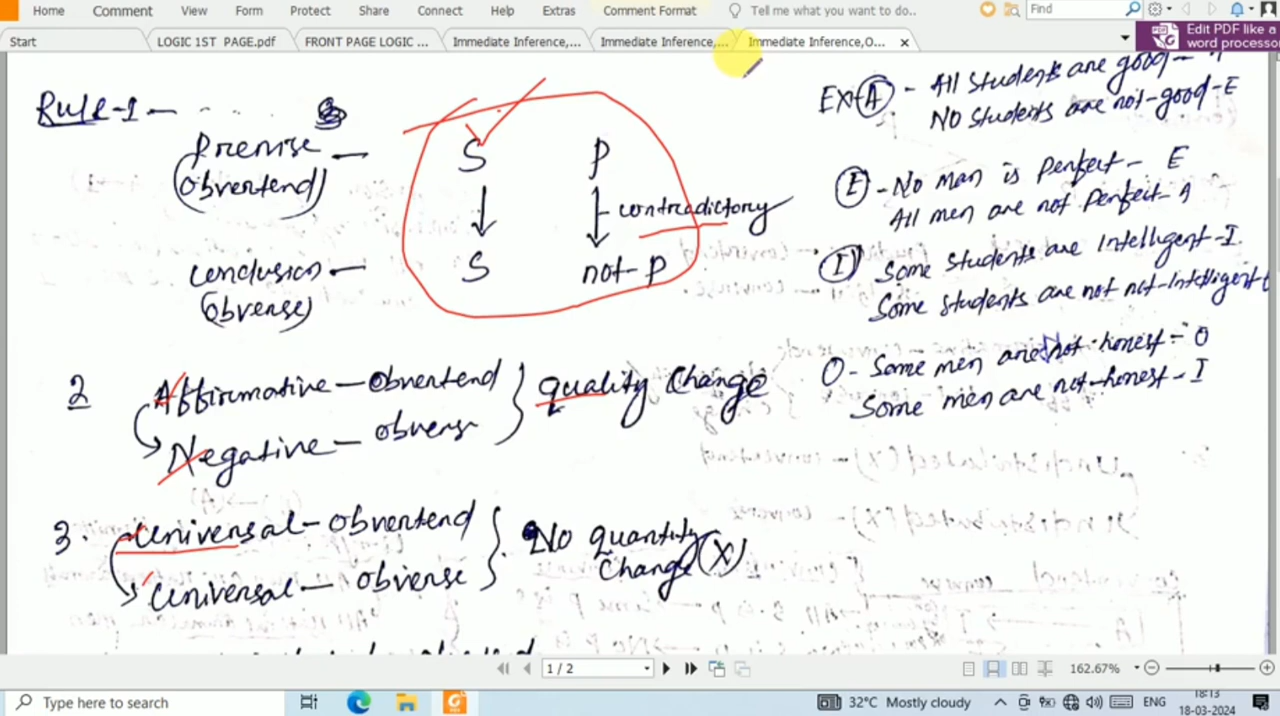 Home Comment View Form Protect Share Connect Help Extras Comment Format Tell me what you want to do.. Find
Start LOGIC 1ST PAGE.pdf FRONT PAGE LOGIC ... Immediate Inference,... Immediate Inference,... Immediate Inference,O... Edit PDF like a
word processo
Rule-1 — . . .
Premise —
(Obvertend)
S P
contradictory
Conclusion —
(obverse)
S not-P
Ex- A - All students are good -
No students are not-good - E
E - No man is perfect - E
All men are not perfect - A
I Some students are intelligent - I.
Some students are not not-intelligent
O - Some men are not-honest - O
Some men are not-honest - I
2 Affirmative — Obvertend
Negative — obverse
quality Change
3. Universal — obvertend
Universal — obverse
No quantity
Change (X)
1 / 2 162.67%
Type here to search 32°C Mostly cloudy 18:13
18-03-2024